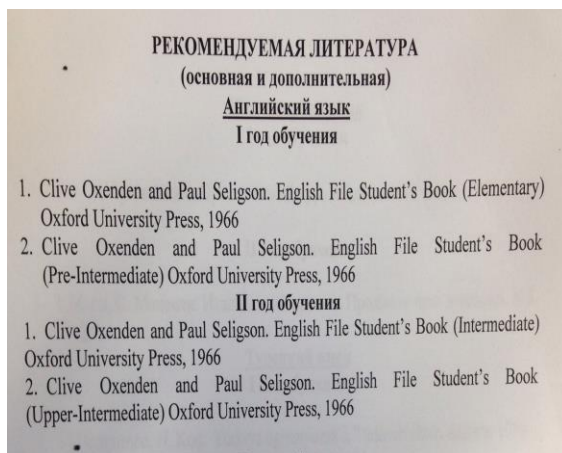 РЕКОМЕНДУЕМАЯ ЛИТЕРАТУРА
(основная и дополнительная)
Английский язык
I год обучения
1. Clive Oxenden and Paul Seligson. English File Student’s Book (Elementary)
Oxford University Press, 1966
2. Clive Oxenden and Paul Seligson. English File Student’s Book
(Pre-Intermediate) Oxford University Press, 1966
II год обучения
1. Clive Oxenden and Paul Seligson. English File Student’s Book (Intermediate)
Oxford University Press, 1966
2. Clive Oxenden and Paul Seligson. English File Student’s Book
(Upper-Intermediate) Oxford University Press, 1966